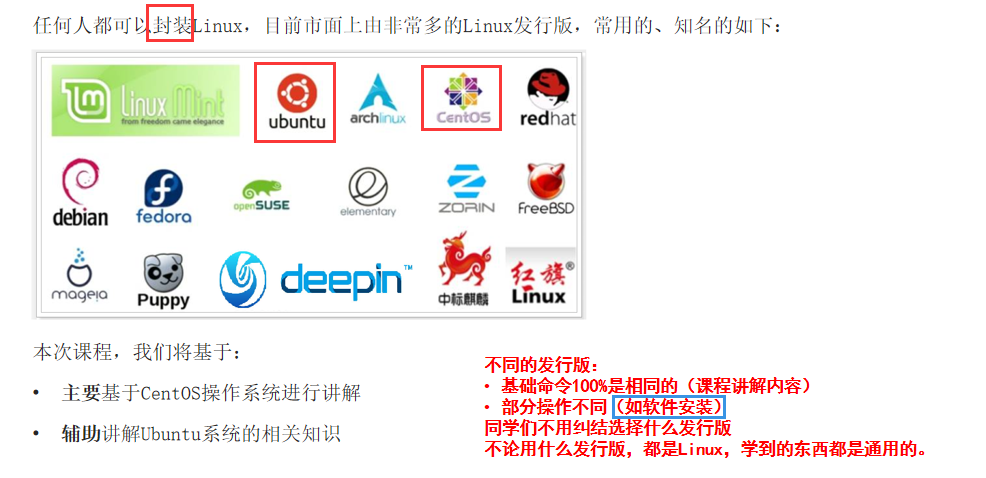 任何人都可以封装Linux，目前市面上由非常多的Linux发行版，常用的、知名的如下：
Linux Mint
from freedom came elegance
ubuntu
archlinux
CentOS
redhat
debian
fedora
openSUSE
elementary
ZORIN
FreeBSD
mageia
Puppy
deepin™
中标麒麟
红旗®
Linux
本次课程，我们将基于：
• 主要基于CentOS操作系统进行讲解
• 辅助讲解Ubuntu系统的相关知识
不同的发行版：
• 基础命令100%是相同的（课程讲解内容）
• 部分操作不同（如软件安装）
同学们不用纠结选择什么发行版
不论用什么发行版，都是Linux，学到的东西都是通用的。